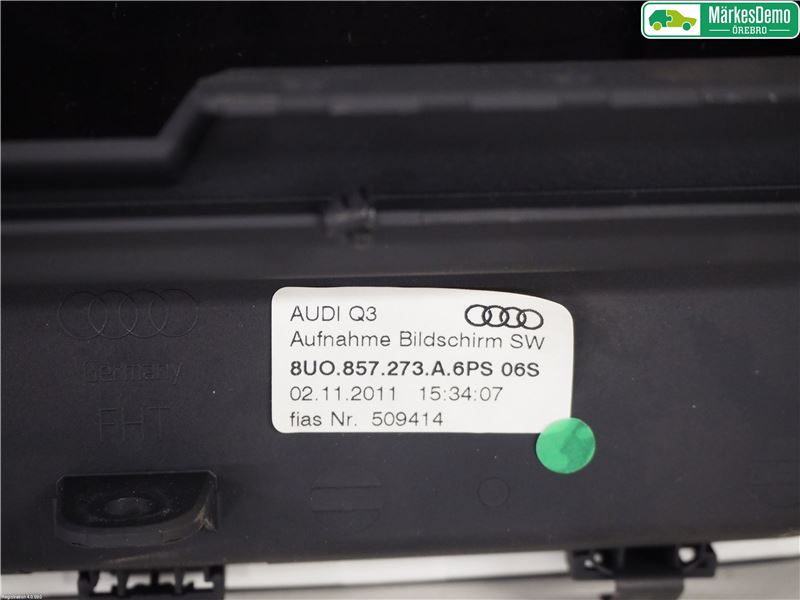 MärkesDemo
ÖREBRO
AUDI Q3
Aufnahme Bildschirm SW
8UO.857.273.A.6PS 06S
02.11.2011 15:34:07
fias Nr. 509414
Germany
FHT